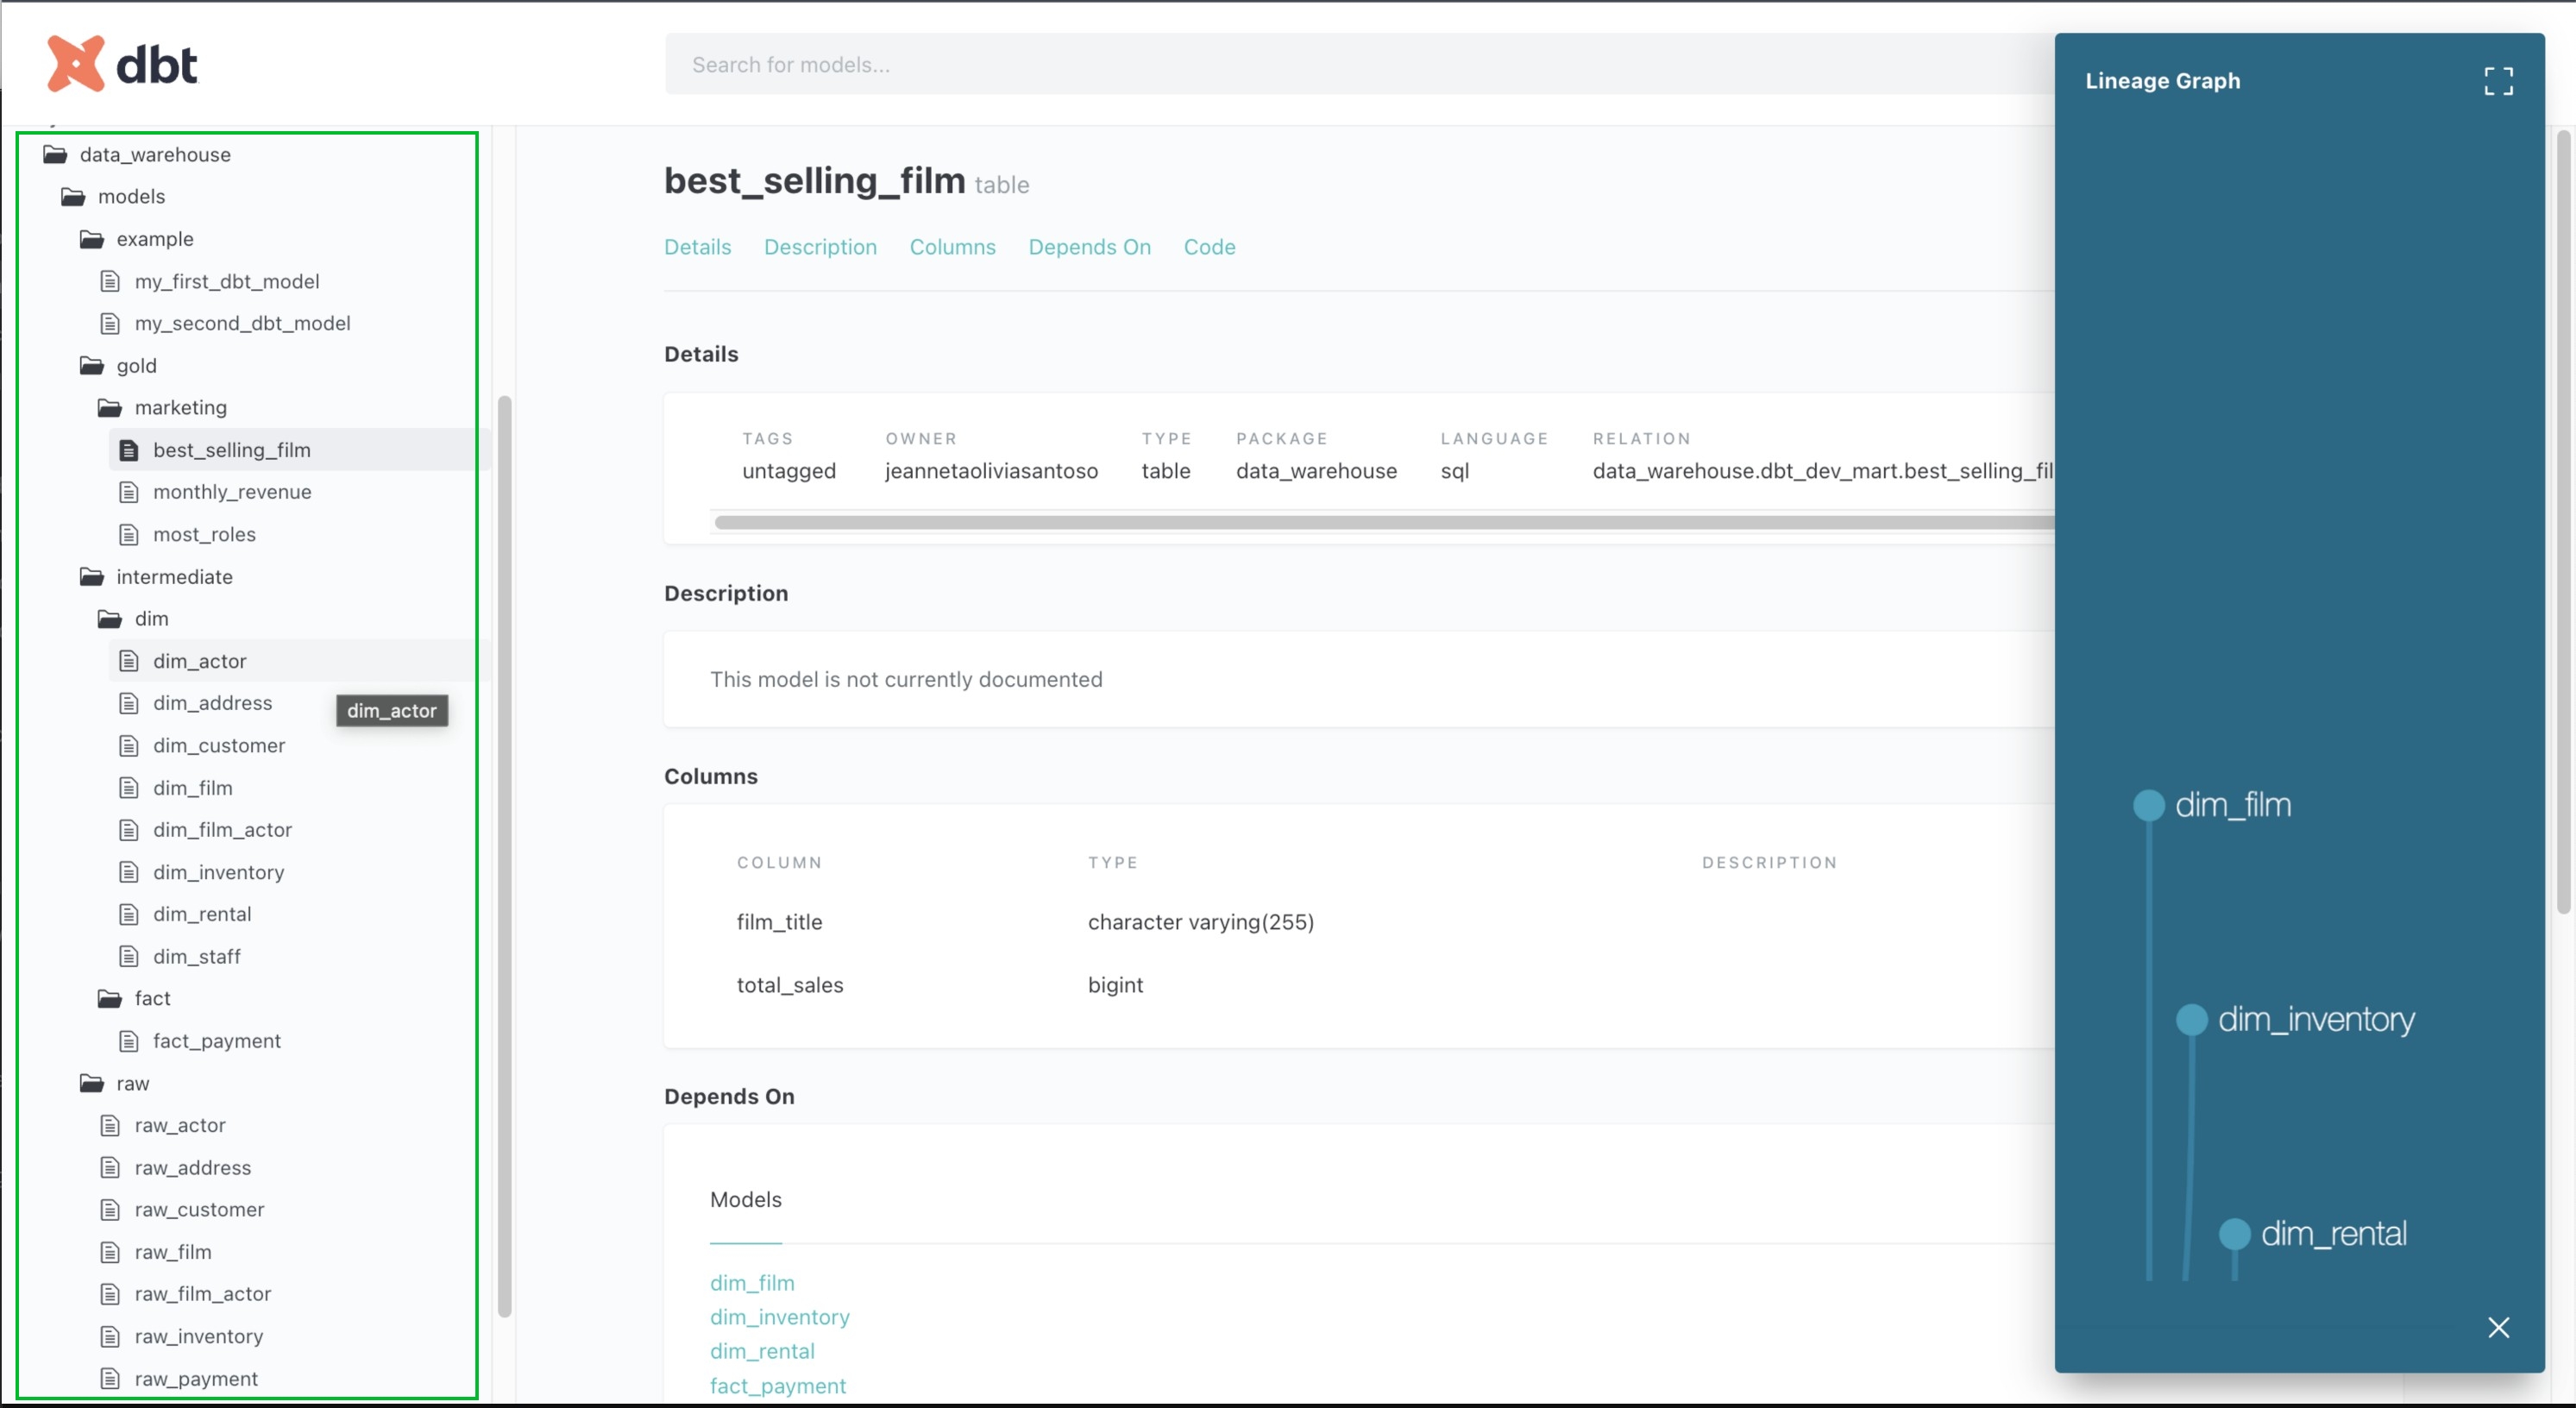 dbt
Search for models...
data_warehouse
models
example
my_first_dbt_model
my_second_dbt_model
gold
marketing
best_selling_film
monthly_revenue
most_roles
intermediate
dim
dim_actor
dim_address
dim_actor
dim_customer
dim_film
dim_film_actor
dim_inventory
dim_rental
dim_staff
fact
fact_payment
raw
raw_actor
raw_address
raw_customer
raw_film
raw_film_actor
raw_inventory
raw_payment
best_selling_film table
Details Description Columns Depends On Code
Details
TAGS OWNER TYPE PACKAGE LANGUAGE RELATION
untagged jeannetaoliviasantoso table data_warehouse sql data_warehouse.dbt_dev_mart.best_selling_fil
Description
This model is not currently documented
Columns
COLUMN TYPE DESCRIPTION
film_title character varying(255)
total_sales bigint
Depends On
Models
dim_film
dim_inventory
dim_rental
fact_payment
Lineage Graph
dim_film
dim_inventory
dim_rental